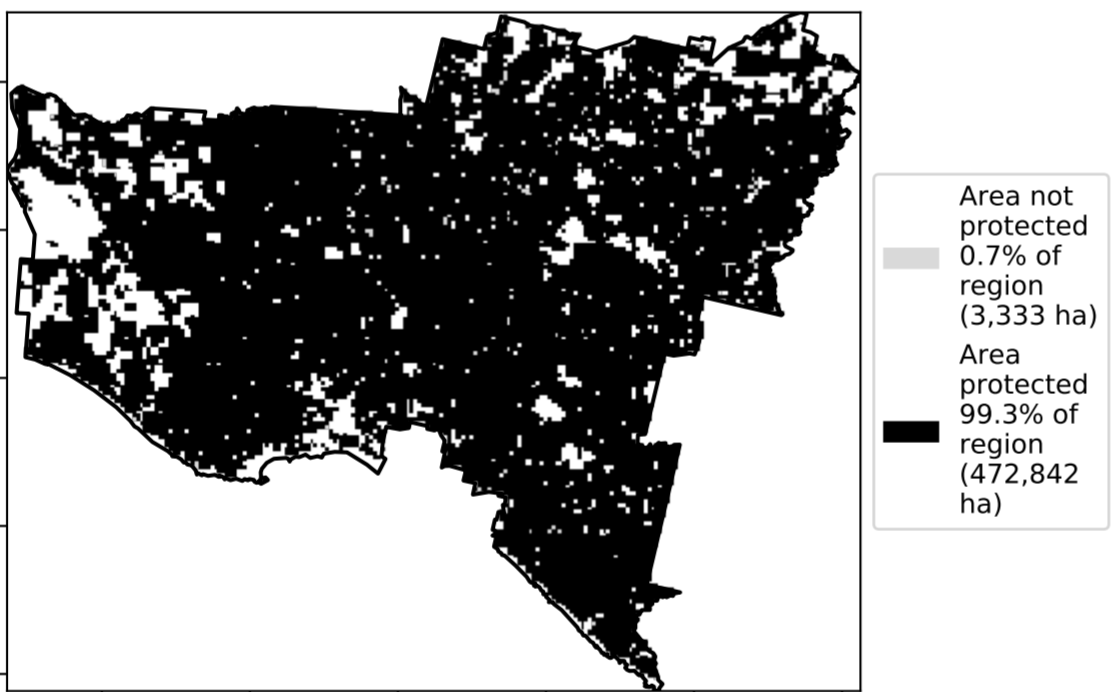 Area not
protected
0.7% of
region
(3,333 ha)
Area
protected
99.3% of
region
(472,842
ha)